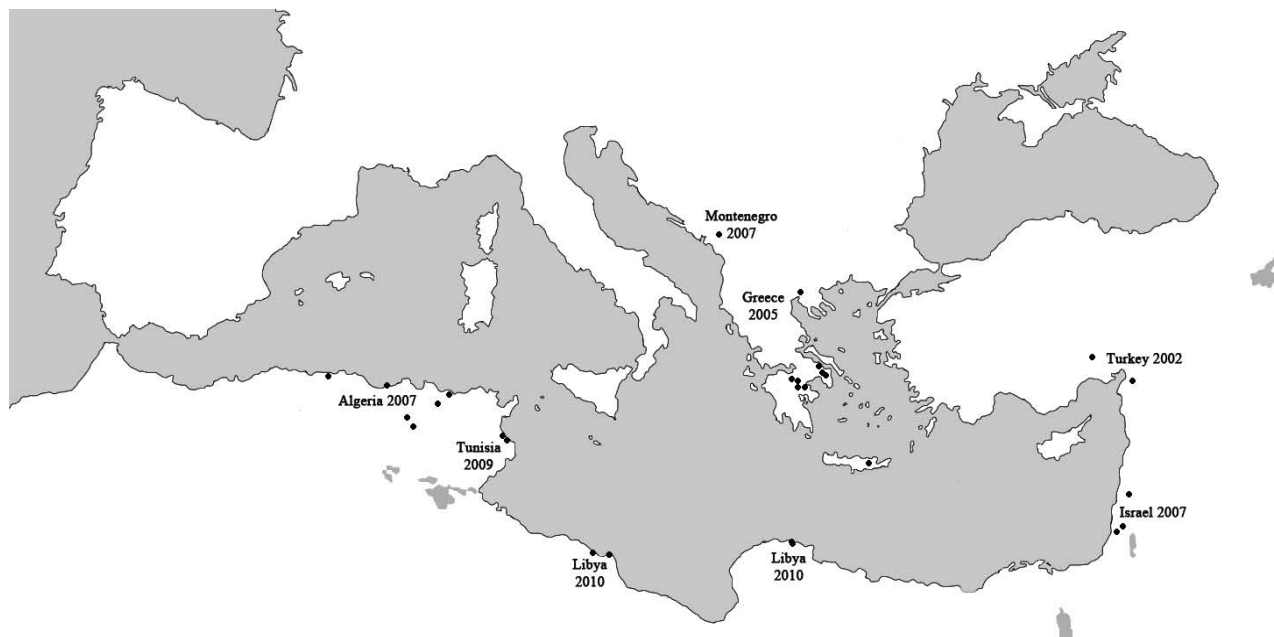 Montenegro
2007
Greece
2005
Turkey 2002
Algeria 2007
Tunisia
2009
Israel 2007
Libya
2010
Libya
2010